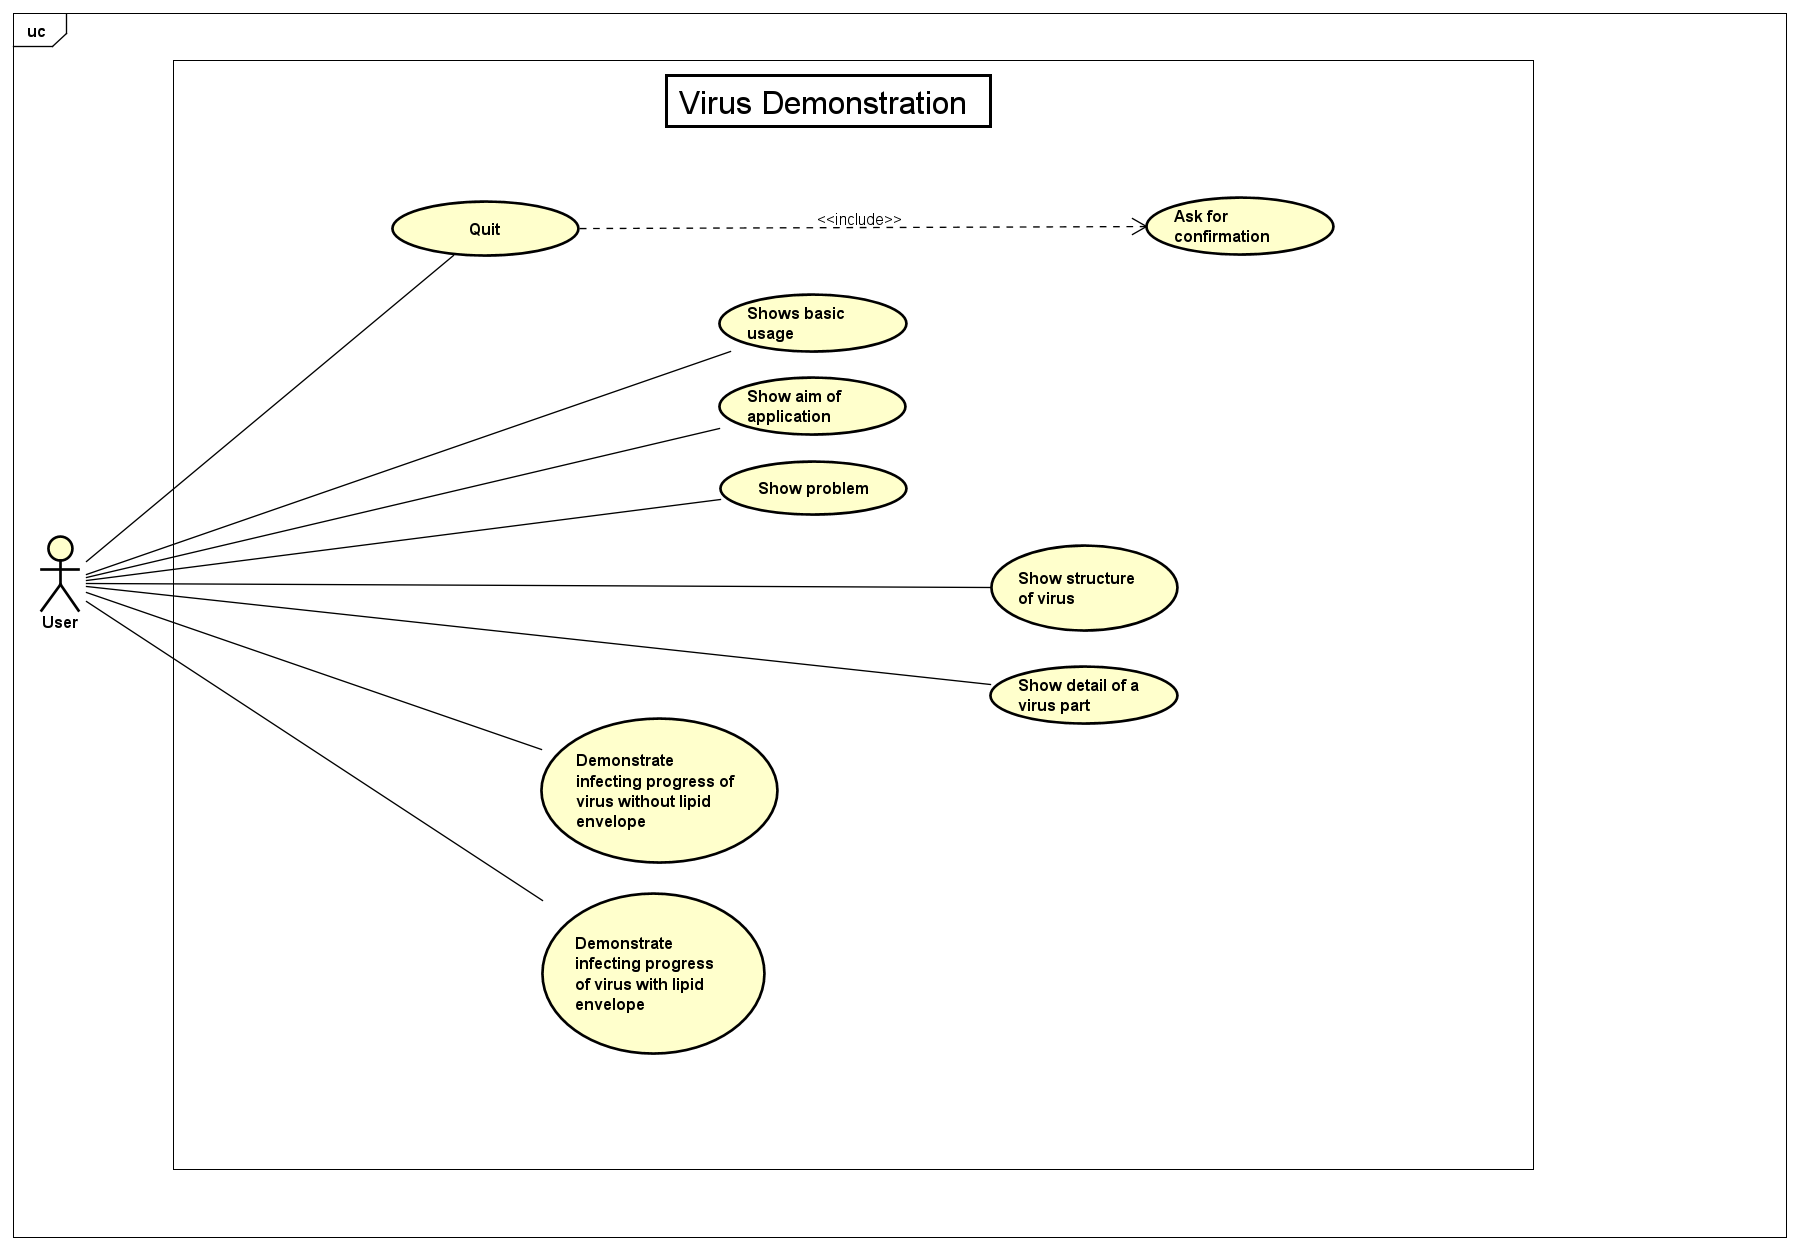 uc
Virus Demonstration
Quit
<<include>>
Ask for
confirmation
Shows basic
usage
Show aim of
application
Show problem
User
Show structure
of virus
Show detail of a
virus part
Demonstrate
infecting progress of
virus without lipid
envelope
Demonstrate
infecting progress
of virus with lipid
envelope